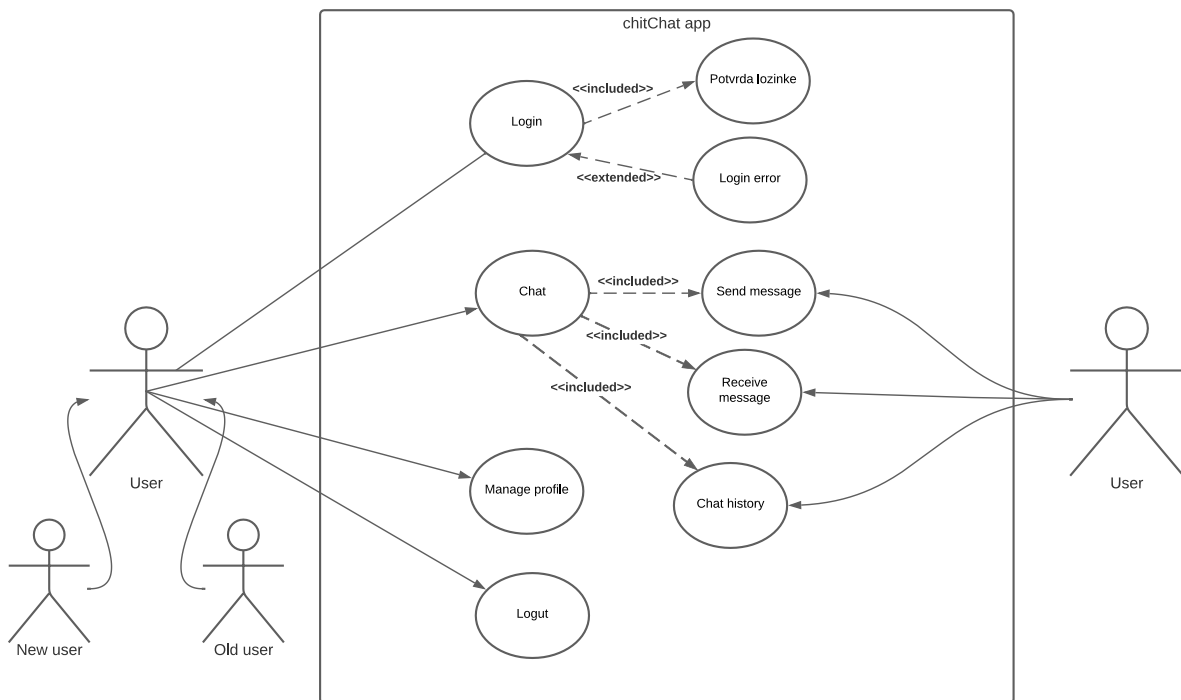 chitChat app
Potvrda lozinke
<<included>>
Login
<<extended>>
Login error
<<included>>
Chat
Send message
<<included>>
<<included>>
Receive
message
User
User
Manage profile
Chat history
Logut
New user
Old user